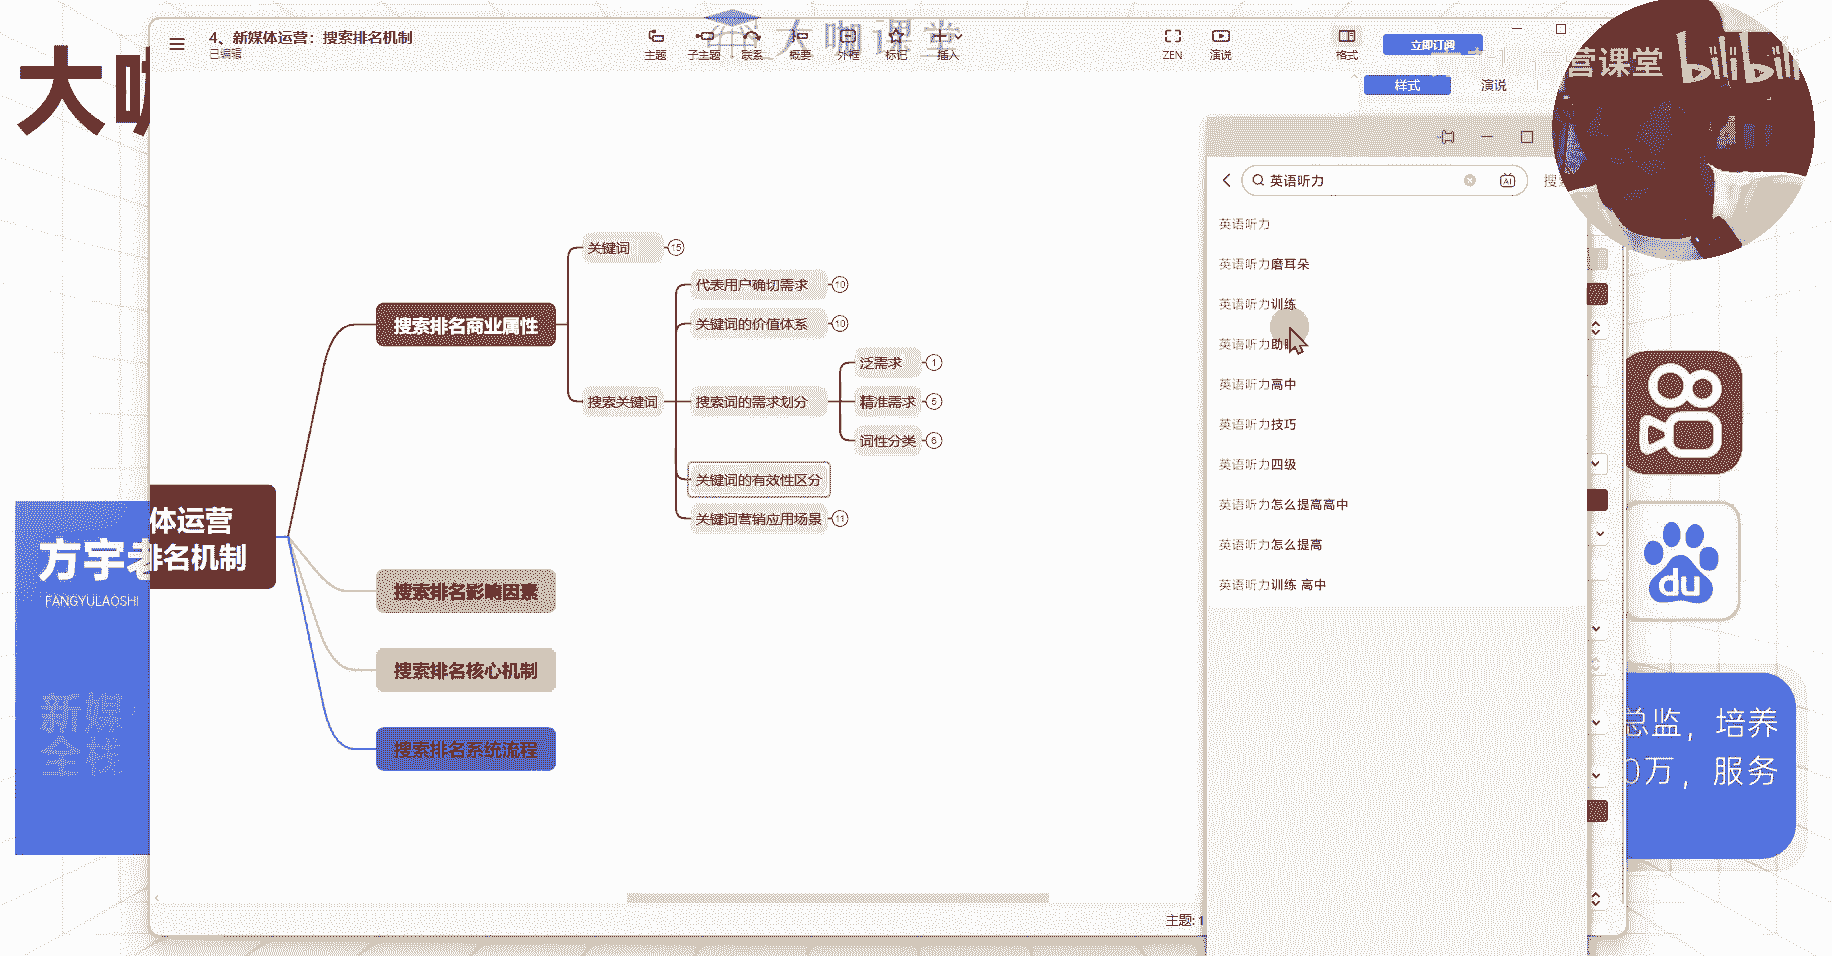 大咖课堂
4、新媒体运营：搜索排名机制
已编辑
主题
子主题
联系
概要
外框
标记
插入
ZEN
演说
格式
立即订阅
样式
演说
营课堂 bilibili
大
英语听力
AI
搜
英语听力
英语听力磨耳朵
英语听力训练
英语听力助
英语听力高中
英语听力技巧
英语听力四级
英语听力怎么提高高中
英语听力怎么提高
英语听力训练 高中
关键词 15
代表用户确切需求 10
关键词的价值体系 10
搜索排名商业属性
泛需求 1
搜索关键词
搜索词的需求划分
精准需求 5
词性分类 6
关键词的有效性区分
关键词营销应用场景 11
体运营
排名机制
搜索排名影响因素
搜索排名核心机制
搜索排名系统流程
方宇老
FANGYULAOSHI
新媒
全栈
du
总监，培养
0万，服务
主题: 1